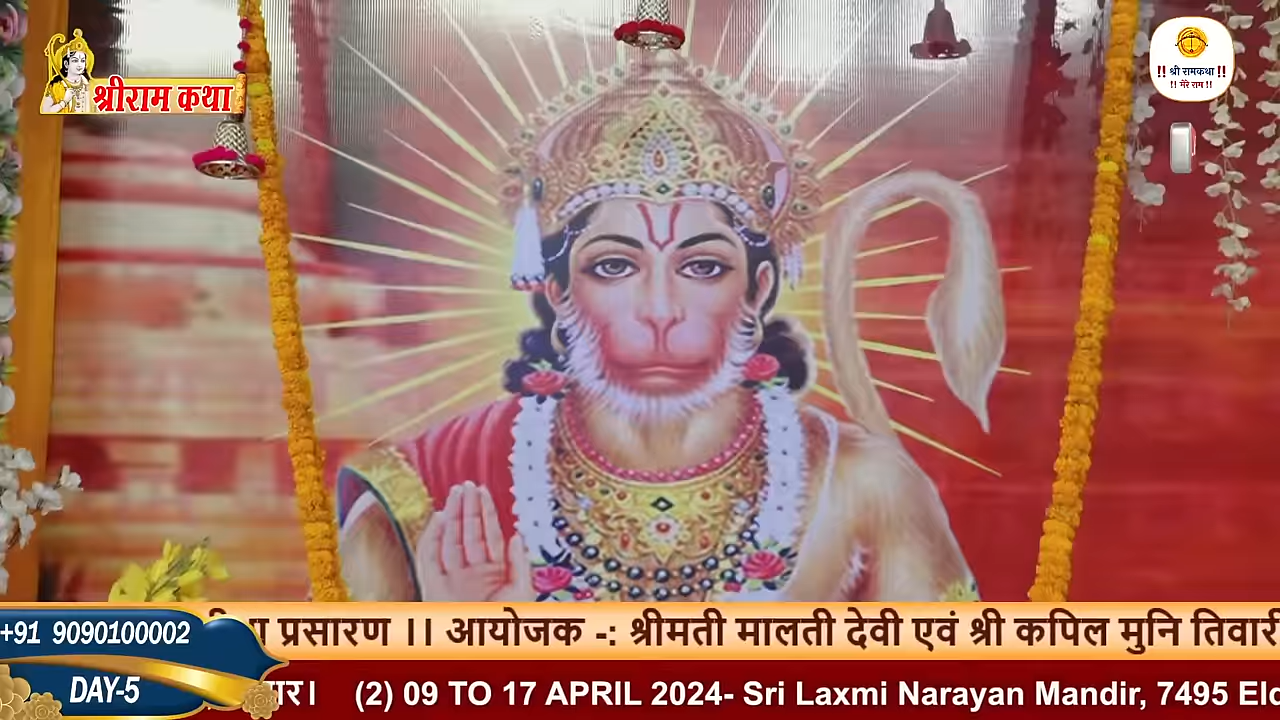 श्रीराम कथा
!! श्री रामकथा !!
!! मेरे राम !!
प्रसारण ।। आयोजक -: श्रीमती मालती देवी एवं श्री कपिल मुनि तिवारी
+91 9090100002
DAY-5
(2) 09 TO 17 APRIL 2024- Sri Laxmi Narayan Mandir, 7495